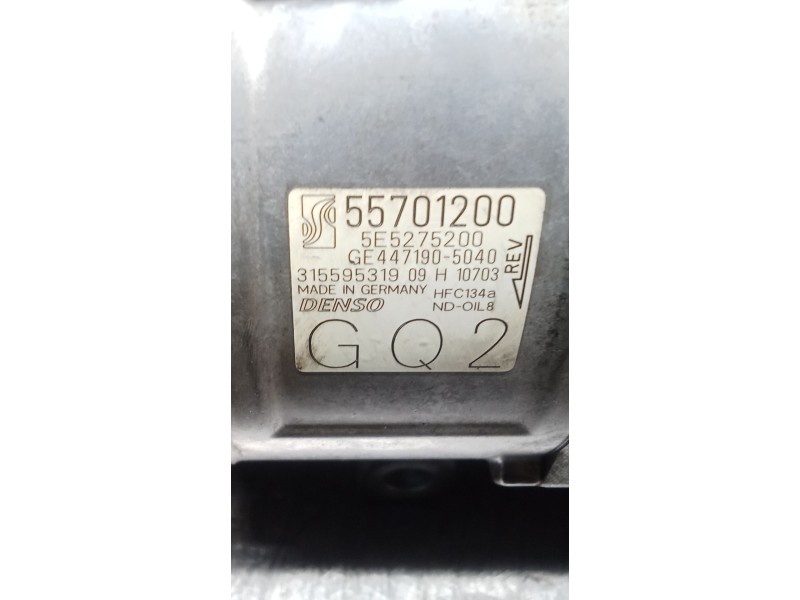 55701200
5E5275200
GE447190-5040
315595319 09 H 10703
MADE IN GERMANY HFC134a
DENSO ND-OIL8
REV
GQ2